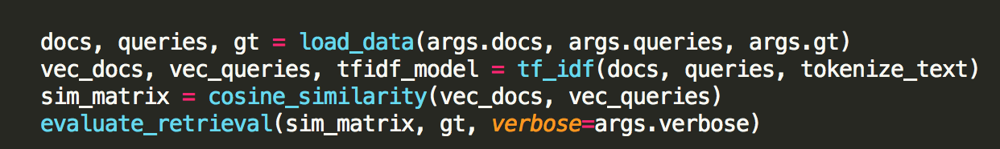 docs, queries, gt = load_data(args.docs, args.queries, args.gt)
vec_docs, vec_queries, tfidf_model = tf_idf(docs, queries, tokenize_text)
sim_matrix = cosine_similarity(vec_docs, vec_queries)
evaluate_retrieval(sim_matrix, gt, verbose=args.verbose)